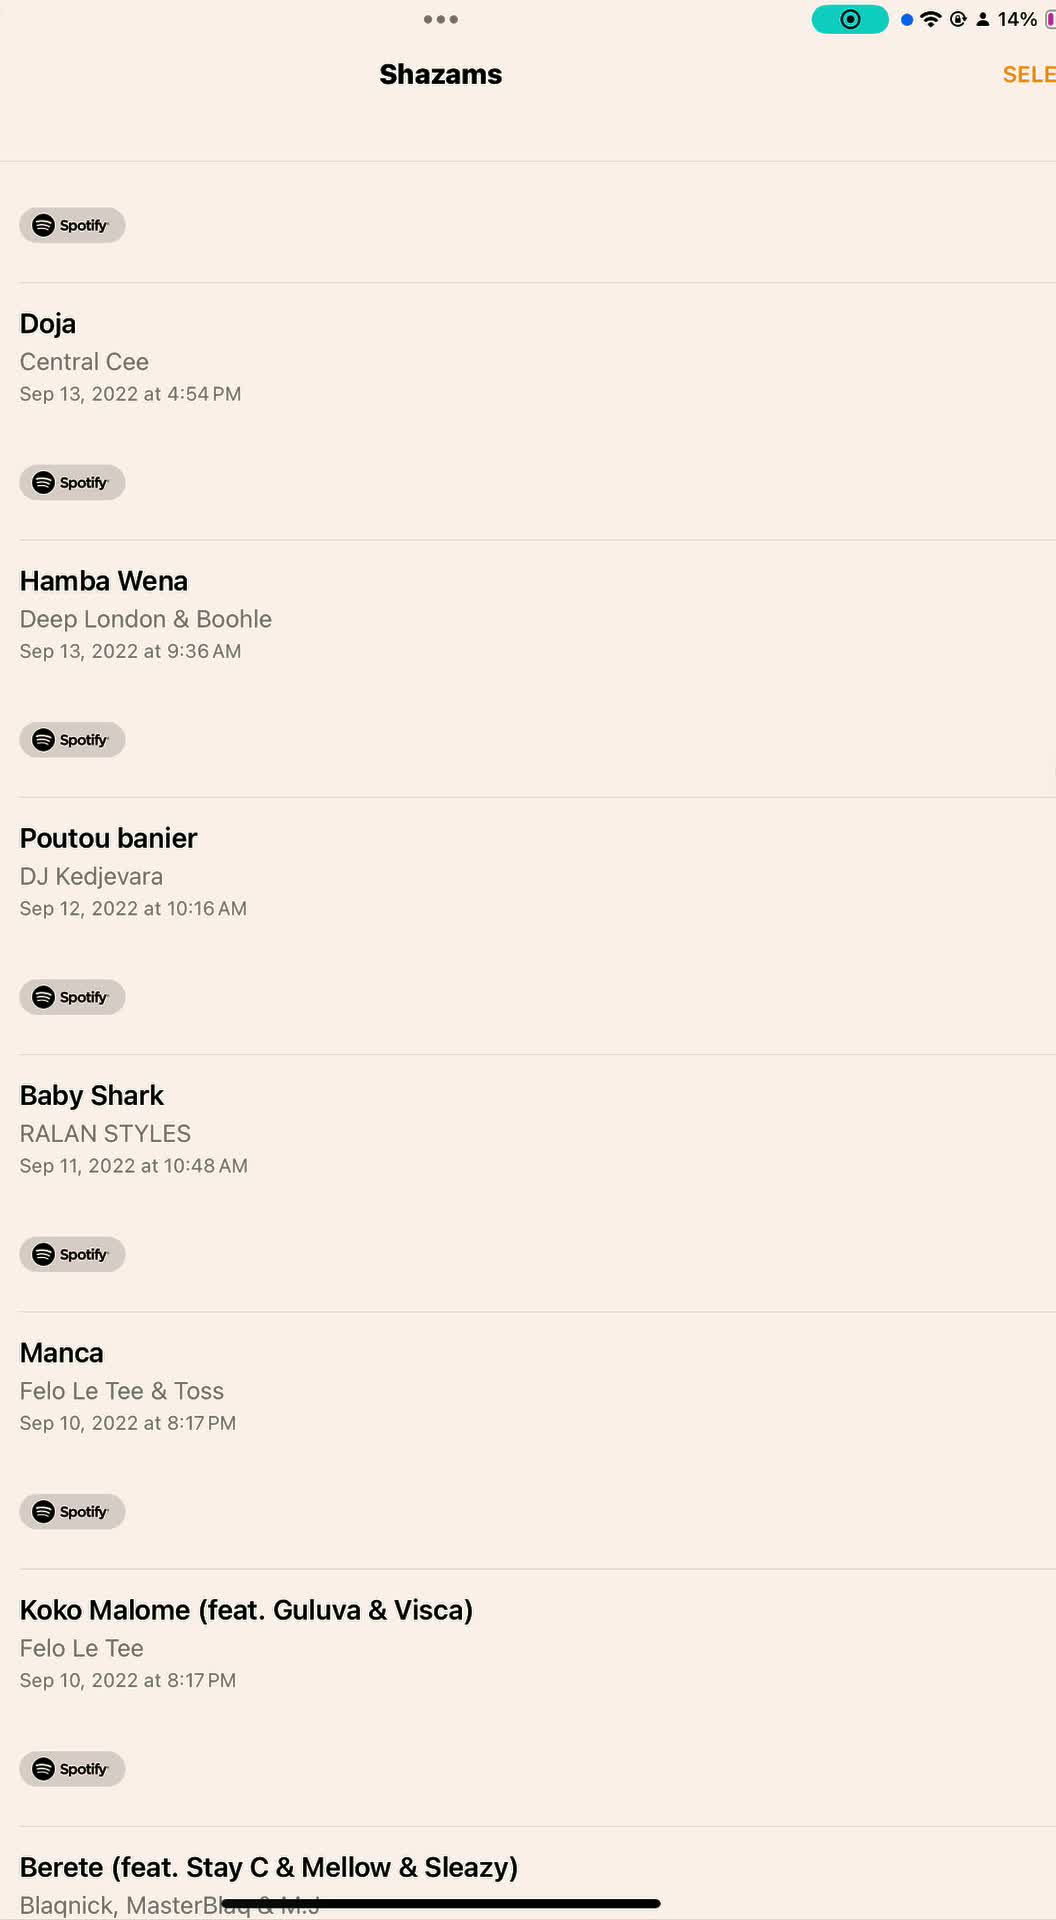 14%
Shazams
SELE
Spotify
Doja
Central Cee
Sep 13, 2022 at 4:54 PM
Spotify
Hamba Wena
Deep London & Boohle
Sep 13, 2022 at 9:36 AM
Spotify
Poutou banier
DJ Kedjevara
Sep 12, 2022 at 10:16 AM
Spotify
Baby Shark
RALAN STYLES
Sep 11, 2022 at 10:48 AM
Spotify
Manca
Felo Le Tee & Toss
Sep 10, 2022 at 8:17 PM
Spotify
Koko Malome (feat. Guluva & Visca)
Felo Le Tee
Sep 10, 2022 at 8:17 PM
Spotify
Berete (feat. Stay C & Mellow & Sleazy)
Blaqnick, MasterBlaq & M.J